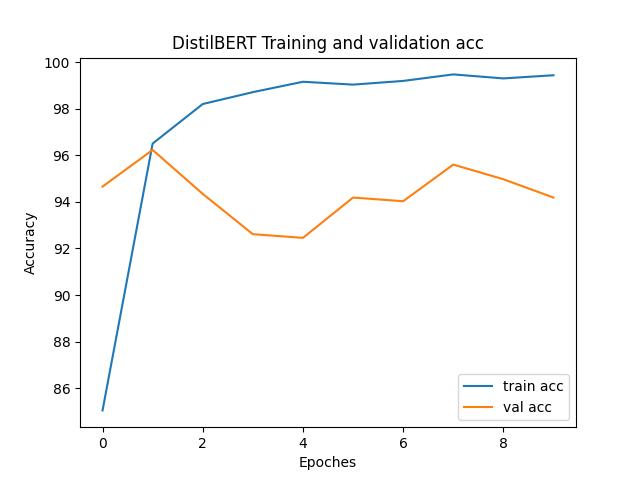 DistilBERT Training and validation acc
100
98
96
94
92
90
88
86
Accuracy
0
2
4
6
8
Epoches
train acc
val acc